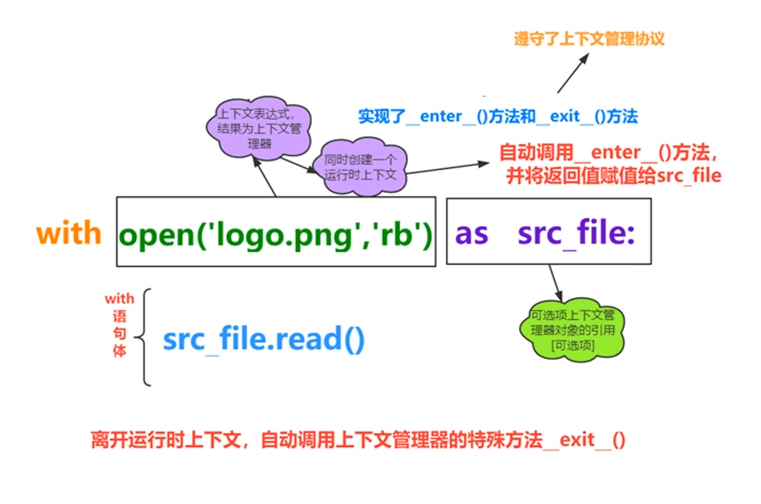 遵守了上下文管理协议
实现了__enter__()方法和__exit__()方法
上下文表达式,
结果为上下文管
理器
同时创建一个
运行时上下文
自动调用__enter__()方法，
并将返回值赋值给src_file
with open('logo.png','rb') as src_file:
可选项上下文管
理器对象的引用
[可选项]
with
语
句
体
src_file.read()
离开运行时上下文，自动调用上下文管理器的特殊方法__exit__()